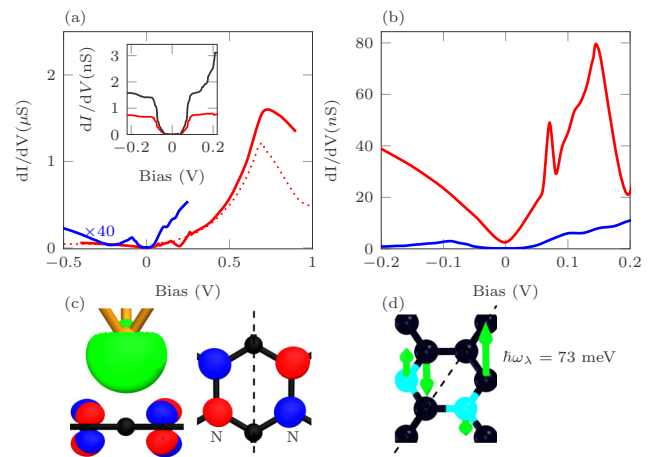 (a)
(b)
dI/dV(μS)
2
1
0
dI/dV(nS)
3
2
1
0
−0.2 0 0.2
Bias (V)
×40
−0.5 0 0.5 1
Bias (V)
dI/dV(nS)
80
60
40
20
0
−0.2 −0.1 0 0.1 0.2
Bias (V)
(c)
N N
(d)
ℏωλ = 73 meV